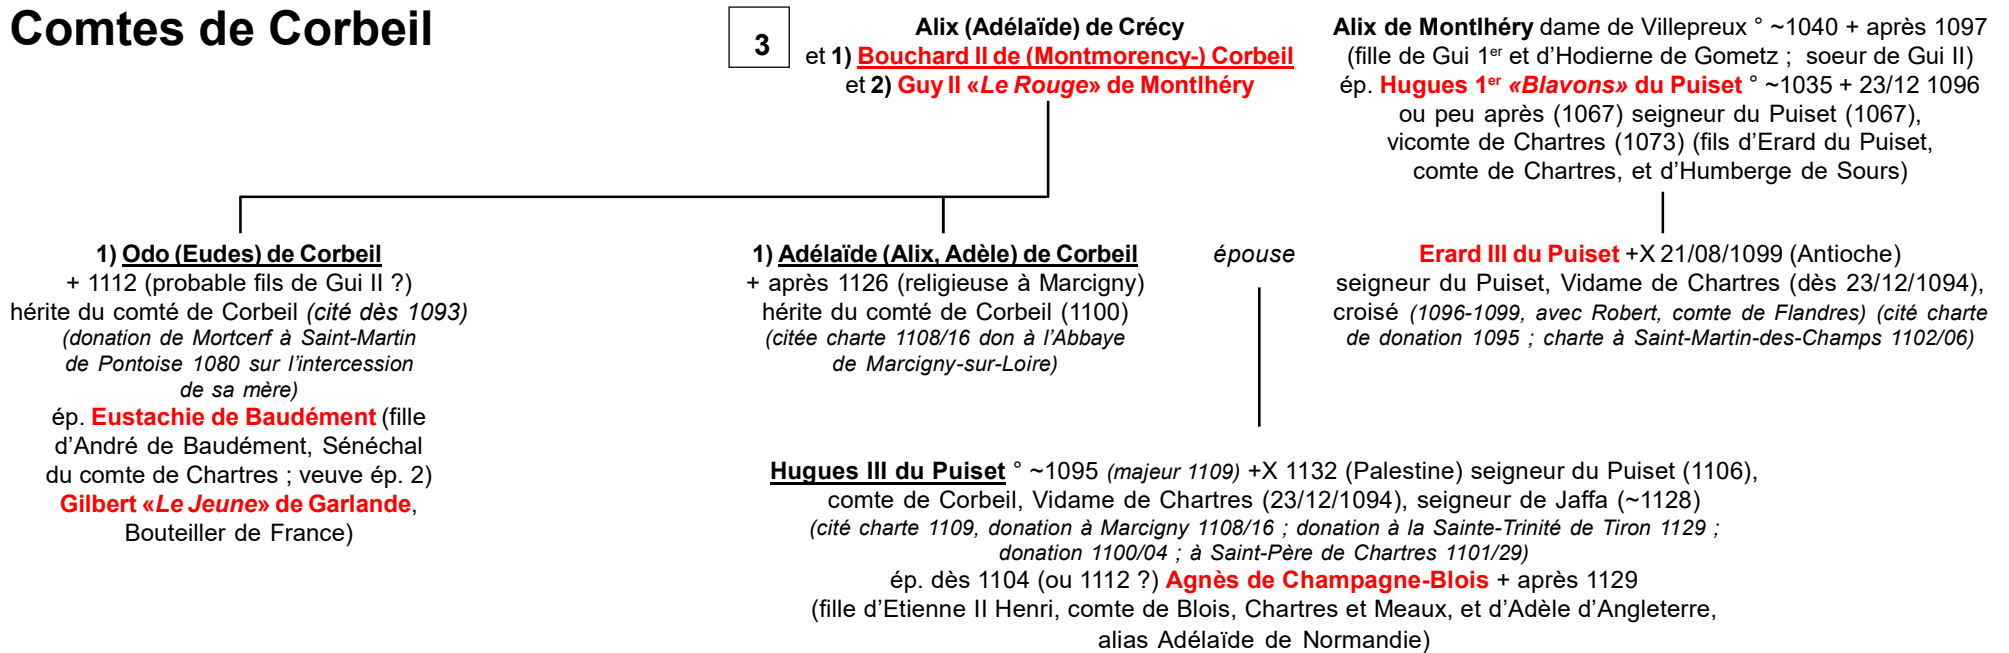 Comtes de Corbeil
3
Alix (Adélaïde) de Crécy
et 1) Bouchard II de (Montmorency-) Corbeil
et 2) Guy II «Le Rouge» de Montlhéry
Alix de Montlhéry dame de Villepreux ° ~1040 + après 1097
(fille de Gui 1er et d’Hodierne de Gometz ; soeur de Gui II)
ép. Hugues 1er «Blavons» du Puiset ° ~1035 + 23/12 1096
ou peu après (1067) seigneur du Puiset (1067),
vicomte de Chartres (1073) (fils d’Erard du Puiset,
comte de Chartres, et d’Humberge de Sours)
1) Odo (Eudes) de Corbeil
+ 1112 (probable fils de Gui II ?)
hérite du comté de Corbeil (cité dès 1093)
(donation de Mortcerf à Saint-Martin
de Pontoise 1080 sur l’intercession
de sa mère)
ép. Eustachie de Baudément (fille
d’André de Baudément, Sénéchal
du comte de Chartres ; veuve ép. 2)
Gilbert «Le Jeune» de Garlande,
Bouteiller de France)
1) Adélaïde (Alix, Adèle) de Corbeil
+ après 1126 (religieuse à Marcigny)
hérite du comté de Corbeil (1100)
(citée charte 1108/16 don à l’Abbaye
de Marcigny-sur-Loire)
épouse
Erard III du Puiset +X 21/08/1099 (Antioche)
seigneur du Puiset, Vidame de Chartres (dès 23/12/1094),
croisé (1096-1099, avec Robert, comte de Flandres) (cité charte
de donation 1095 ; charte à Saint-Martin-des-Champs 1102/06)
Hugues III du Puiset ° ~1095 (majeur 1109) +X 1132 (Palestine) seigneur du Puiset (1106),
comte de Corbeil, Vidame de Chartres (23/12/1094), seigneur de Jaffa (~1128)
(cité charte 1109, donation à Marcigny 1108/16 ; donation à la Sainte-Trinité de Tiron 1129 ;
donation 1100/04 ; à Saint-Père de Chartres 1101/29)
ép. dès 1104 (ou 1112 ?) Agnès de Champagne-Blois + après 1129
(fille d’Etienne II Henri, comte de Blois, Chartres et Meaux, et d’Adèle d’Angleterre,
alias Adélaïde de Normandie)